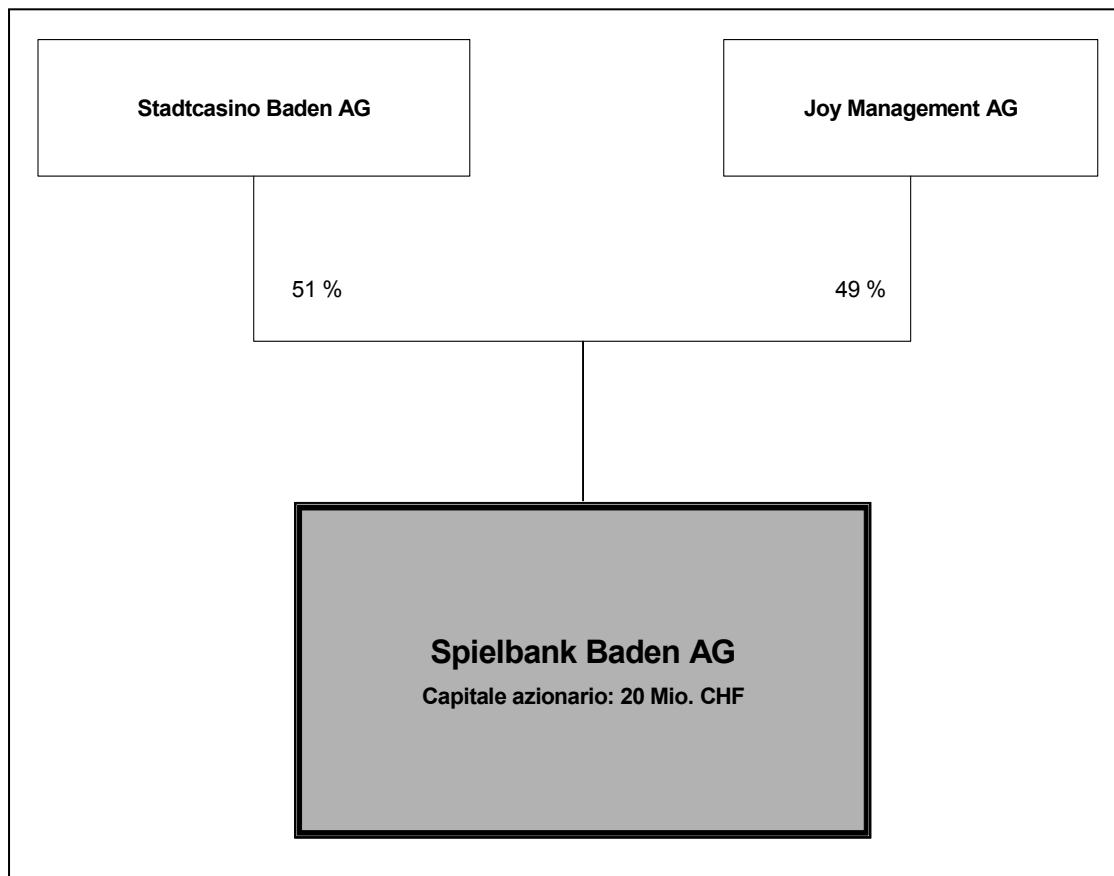 Stadtcasino Baden AG
Joy Management AG
51 %
49 %
Spielbank Baden AG
Capitale azionario: 20 Mio. CHF